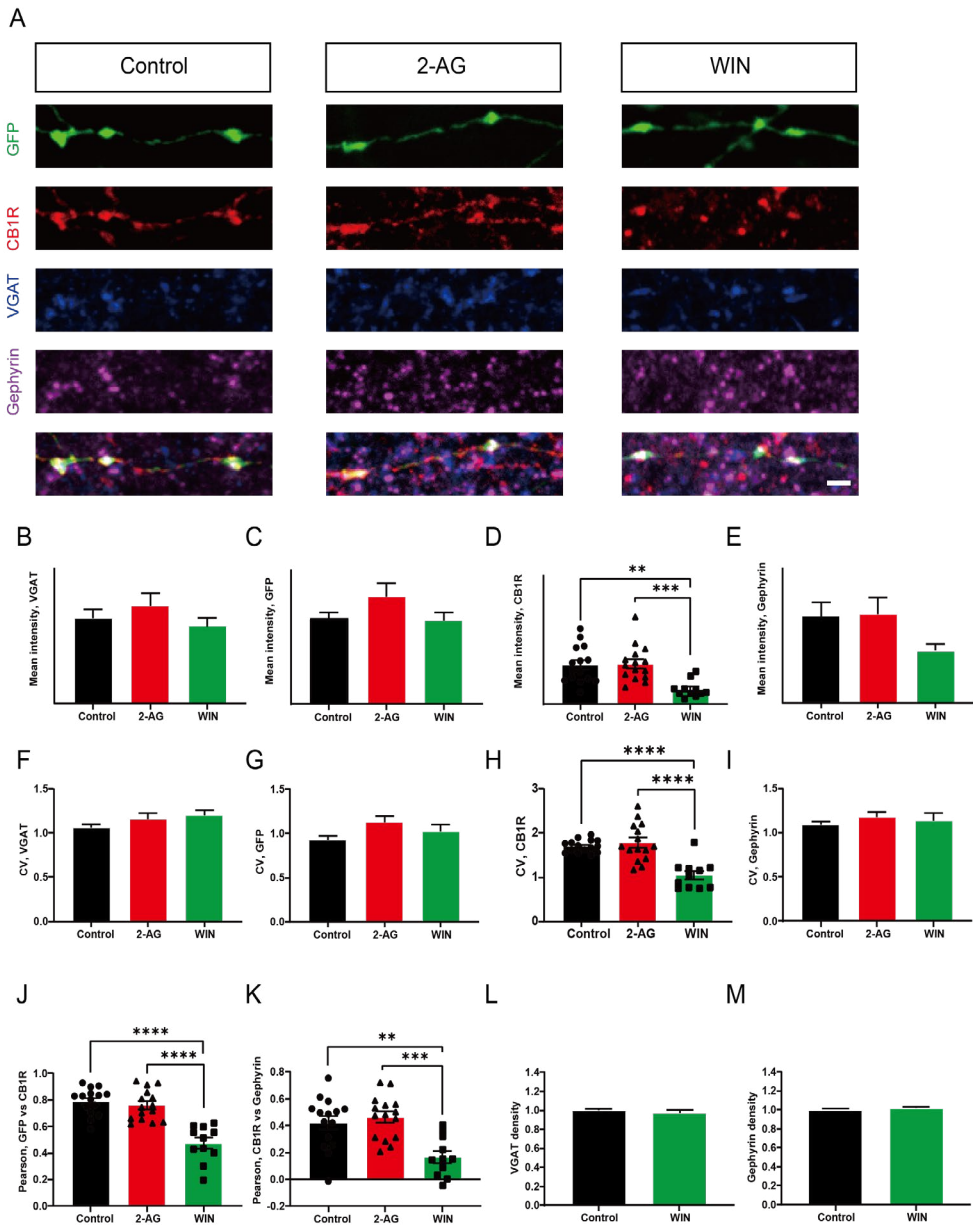 A
Control
2-AG
WIN
GFP
CB1R
VGAT
Gephyrin
B
Mean intensity, VGAT
Control
2-AG
WIN
C
Mean intensity, GFP
Control
2-AG
WIN
D
Mean intensity, CB1R
**
***
Control
2-AG
WIN
E
Mean intensity, Gephyrin
Control
2-AG
WIN
F
CV, VGAT
1.5
1.0
0.5
0.0
Control
2-AG
WIN
G
CV, GFP
1.5
1.0
0.5
0.0
Control
2-AG
WIN
H
CV, CB1R
3
2
1
0
****
****
Control
2-AG
WIN
I
CV, Gephyrin
1.5
1.0
0.5
0.0
Control
2-AG
WIN
J
Pearson, GFP vs CB1R
1.0
0.8
0.6
0.4
0.2
0.0
****
****
Control
2-AG
WIN
K
Pearson, CB1R vs Gephyrin
1.0
0.8
0.6
0.4
0.2
0.0
-0.2
**
***
Control
2-AG
WIN
L
VGAT density
1.4
1.2
1.0
0.8
0.6
0.4
0.2
0.0
Control
WIN
M
Gephyrin density
1.4
1.2
1.0
0.8
0.6
0.4
0.2
0.0
Control
WIN